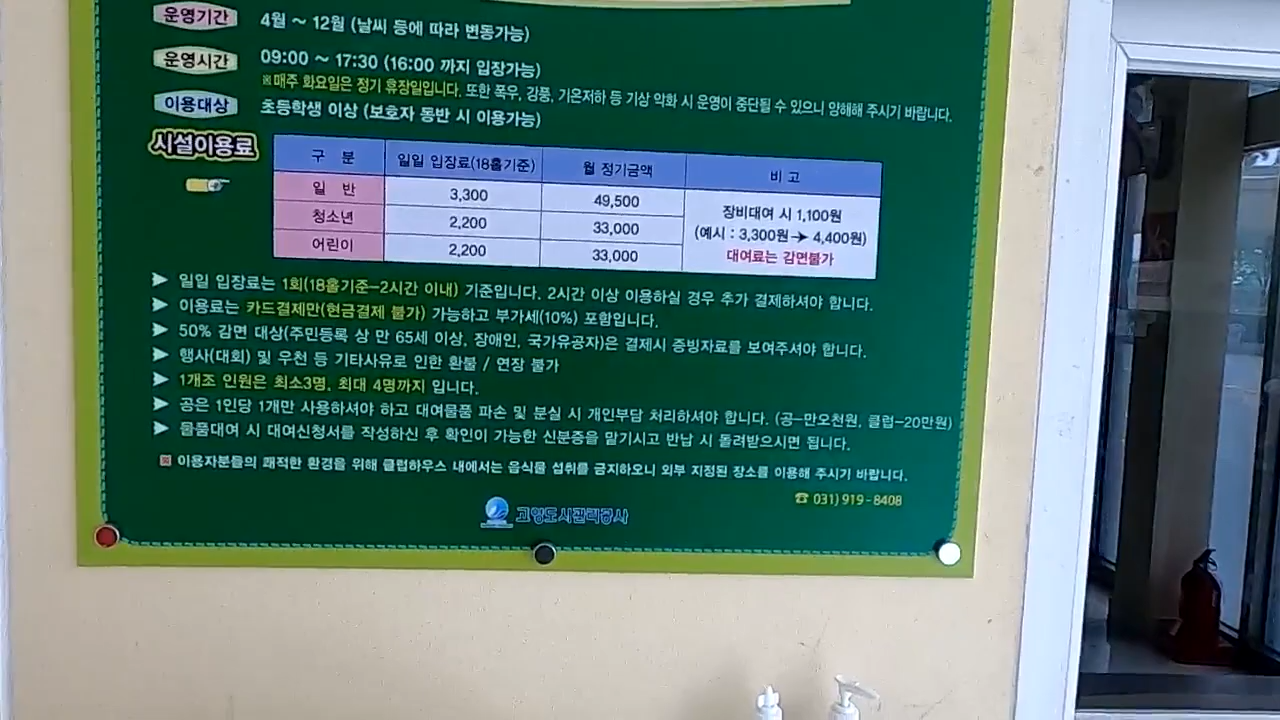 운영기간 4월 ~ 12월 (날씨 등에 따라 변동가능)
운영시간 09:00 ~ 17:30 (16:00 까지 입장가능)
※매주 화요일은 정기 휴장일입니다. 또한 폭우, 강풍, 기온저하 등 기상 악화 시 운영이 중단될 수 있으니 양해해 주시기 바랍니다.
이용대상 초등학생 이상 (보호자 동반 시 이용가능)
시설이용료
구 분 일일 입장료(18홀기준) 월 정기금액 비 고
일 반 3,300 49,500
청소년 2,200 33,000
어린이 2,200 33,000
장비대여 시 1,100원
(예시 : 3,300원➔ 4,400원)
대여료는 감면불가
➤ 일일 입장료는 1회(18홀기준-2시간 이내) 기준입니다. 2시간 이상 이용하실 경우 추가 결제하셔야 합니다.
➤ 이용료는 카드결제만(현금결제 불가) 가능하고 부가세(10%) 포함입니다.
➤ 50% 감면 대상(주민등록 상 만 65세 이상, 장애인, 국가유공자)은 결제시 증빙자료를 보여주셔야 합니다.
➤ 행사(대회) 및 우천 등 기타사유로 인한 환불 / 연장 불가
➤ 1개조 인원은 최소3명, 최대 4명까지 입니다.
➤ 공은 1인당 1개만 사용하셔야 하고 대여물품 파손 및 분실 시 개인부담 처리하셔야 합니다. (공-만오천원, 클럽-20만원)
➤ 물품대여 시 대여신청서를 작성하신 후 확인이 가능한 신분증을 맡기시고 반납 시 돌려받으시면 됩니다.
※ 이용자분들의 쾌적한 환경을 위해 클럽하우스 내에서는 음식물 섭취를 금지하오니 외부 지정된 장소를 이용해 주시기 바랍니다.
☎ 031) 919-8408
고양도시관리공사